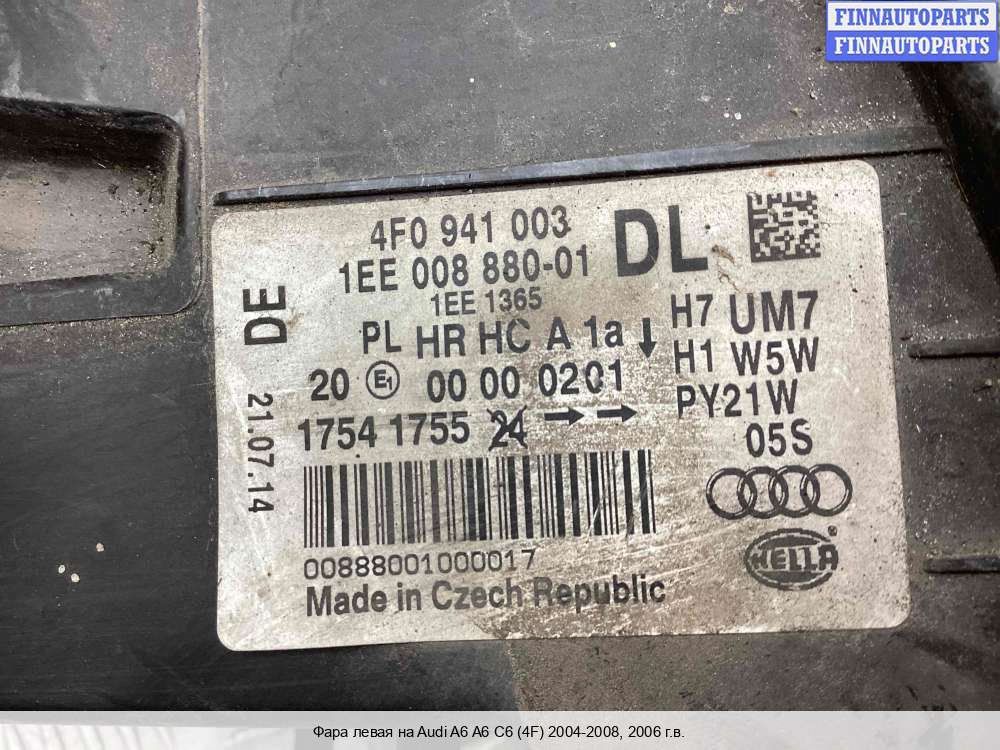 FINNAUTOPARTS
FINNAUTOPARTS
4F0 941 003
DL
1EE 008 880-01
1EE 1365
DE
PL HR HC A 1a ↓
H7 UM7
20 E1 00 00 0201
H1 W5W
PY21W
1754 1755 24 → →
05S
21.07.14
00888001000017
HELLA®
Made in Czech Republic
Фара левая на Audi A6 A6 C6 (4F) 2004-2008, 2006 г.в.